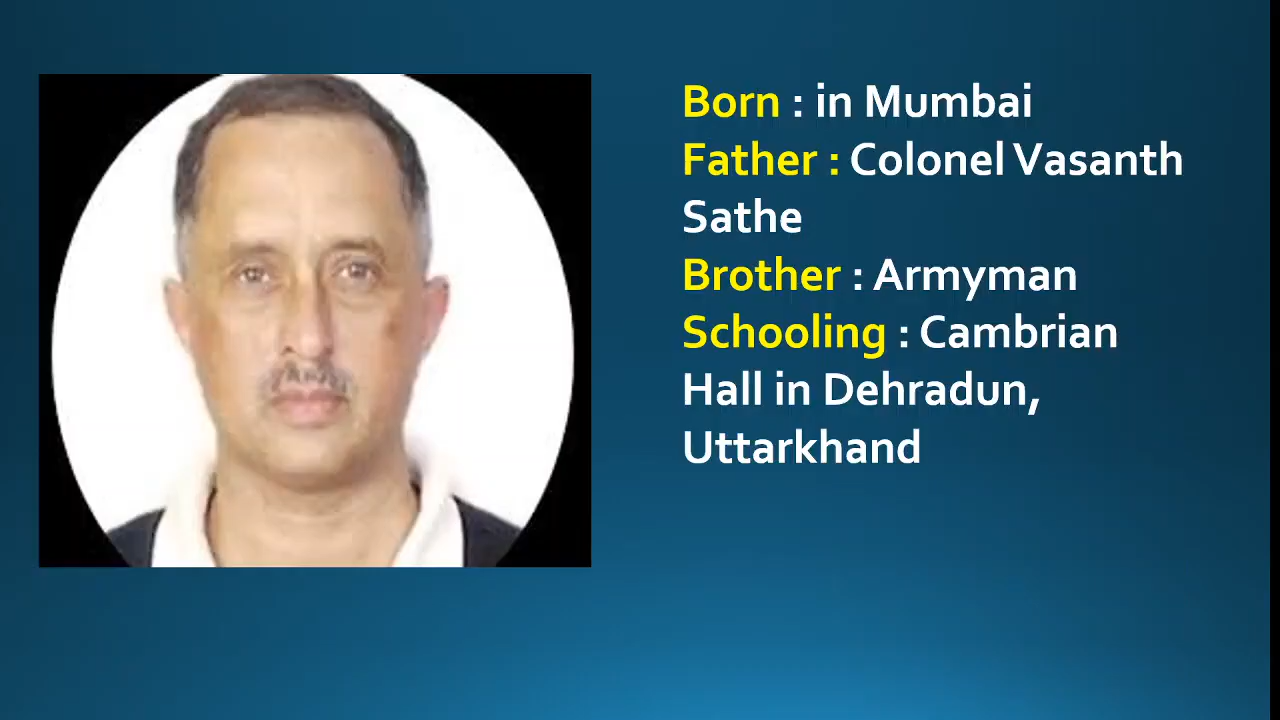 Born : in Mumbai
Father : Colonel Vasanth
Sathe
Brother : Armyman
Schooling : Cambrian
Hall in Dehradun,
Uttarkhand